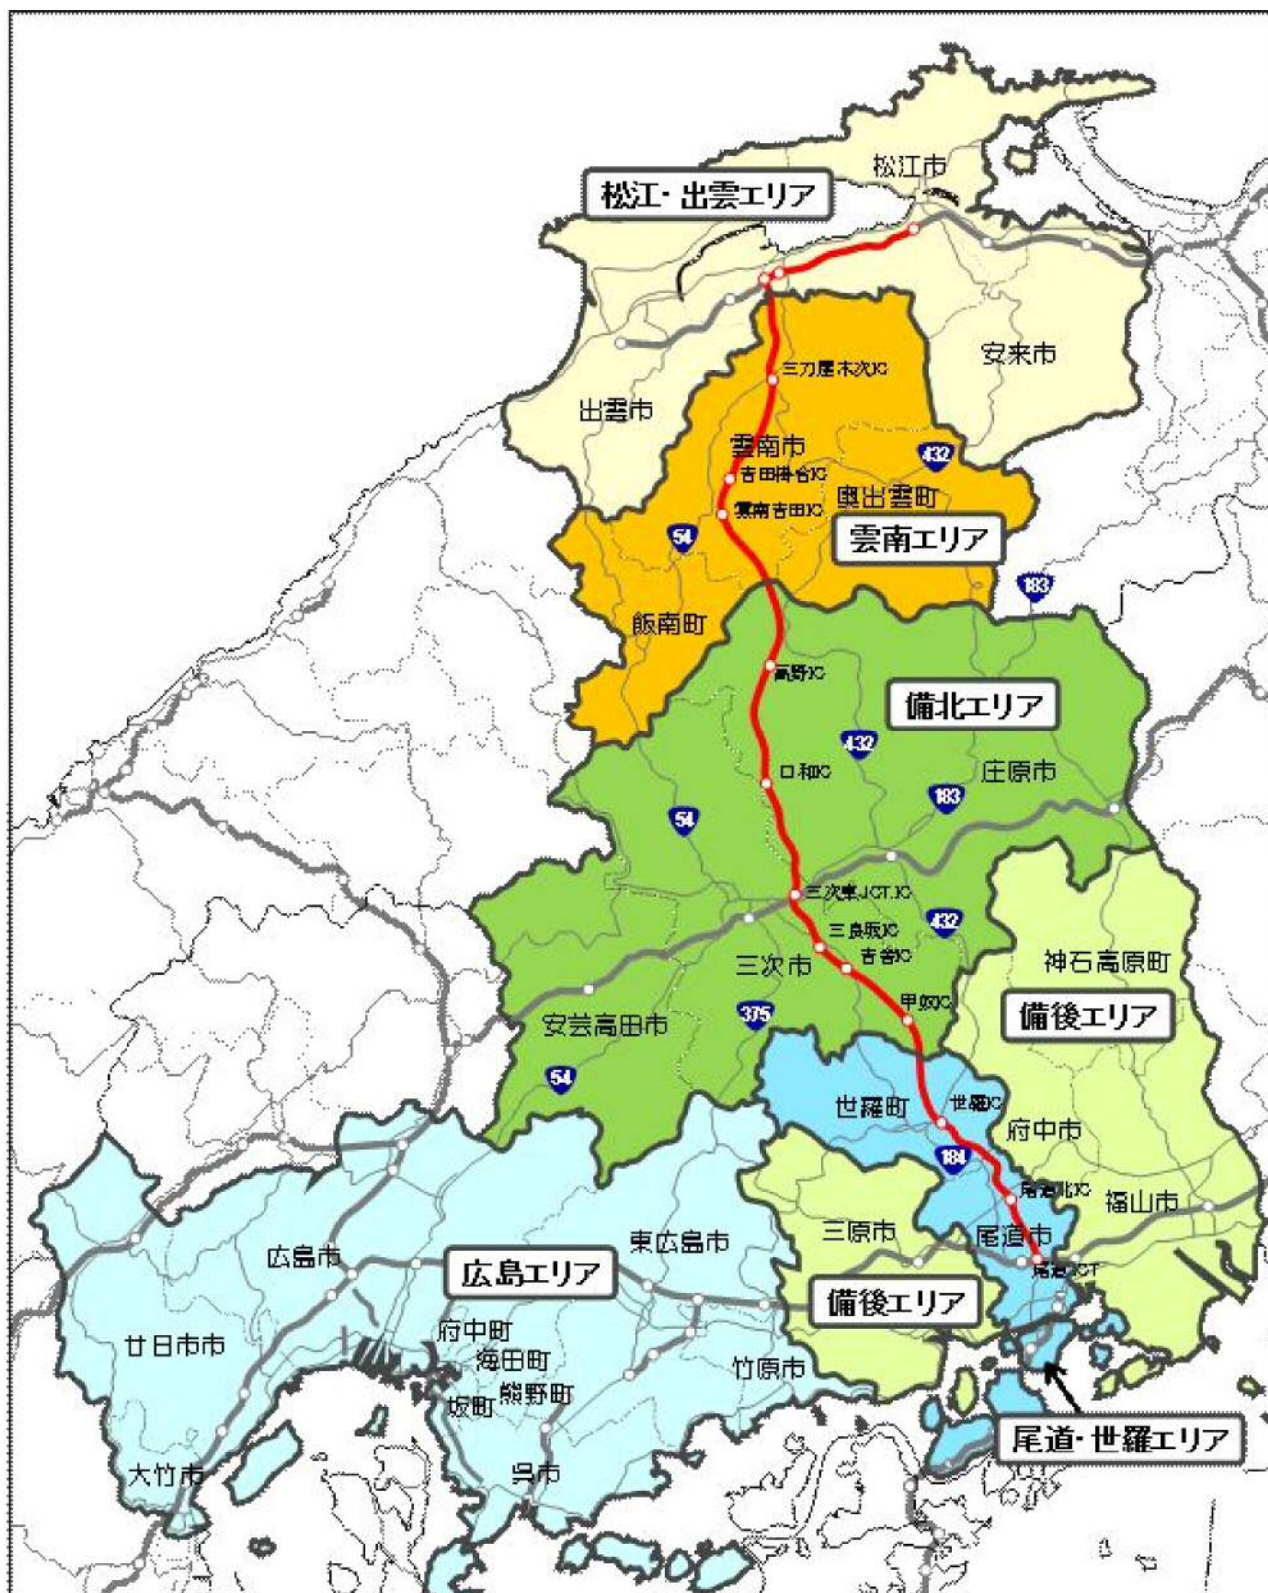 松江市
松江・出雲エリア
安来市
三刀屋木次IC
出雲市
雲南市
432
吉田掛合IC
奥出雲町
雲南吉田IC
54
雲南エリア
183
飯南町
高野IC
備北エリア
432
口和IC
庄原市
183
54
三次東JCT.IC
432
三良坂IC
吉舎IC
三次市
神石高原町
甲奴IC
375
安芸高田市
備後エリア
54
世羅町
世羅IC
府中市
184
尾道北IC
福山市
三原市
尾道市
東広島市
広島市
広島エリア
尾道JCT
備後エリア
府中町
廿日市市
海田町
竹原市
熊野町
坂町
尾道・世羅エリア
大竹市
呉市